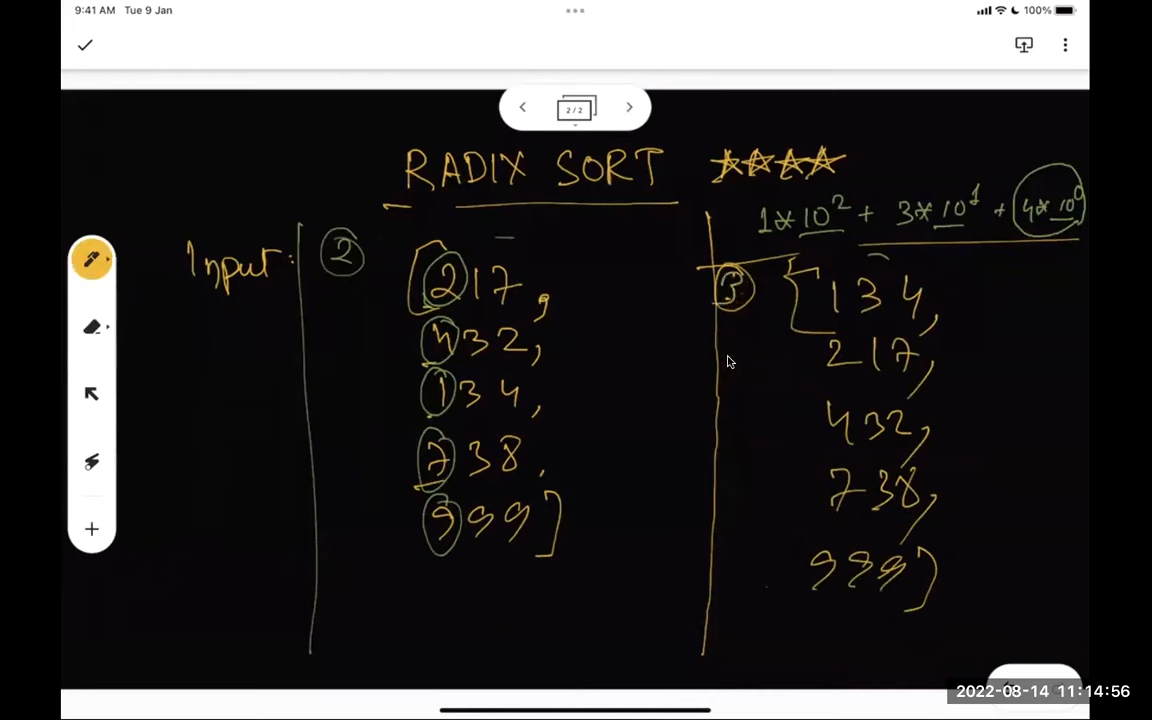 9:41 AM Tue 9 Jan
100%
2 / 2
RADIX SORT
1*10^2 + 3*10^1 + 4*10^0
Input:
2
[217,
432,
134,
738,
999]
3
[134,
217,
432,
738,
999]
2022-08-14 11:14:56